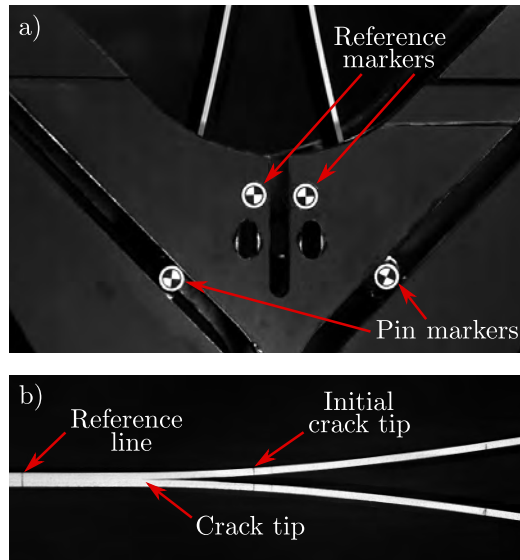 a)
Reference
markers
Pin markers
b)
Reference
line
Initial
crack tip
Crack tip